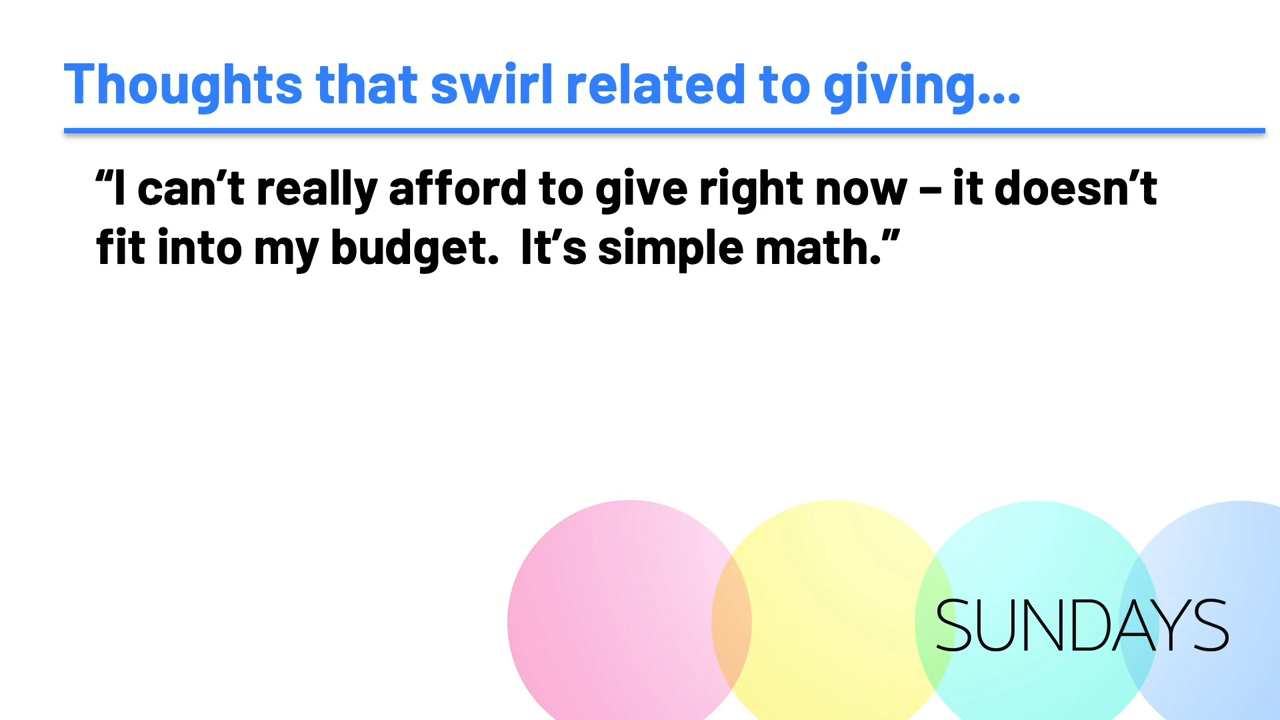 Thoughts that swirl related to giving...
“I can’t really afford to give right now – it doesn’t
fit into my budget.  It’s simple math.”
SUNDAYS